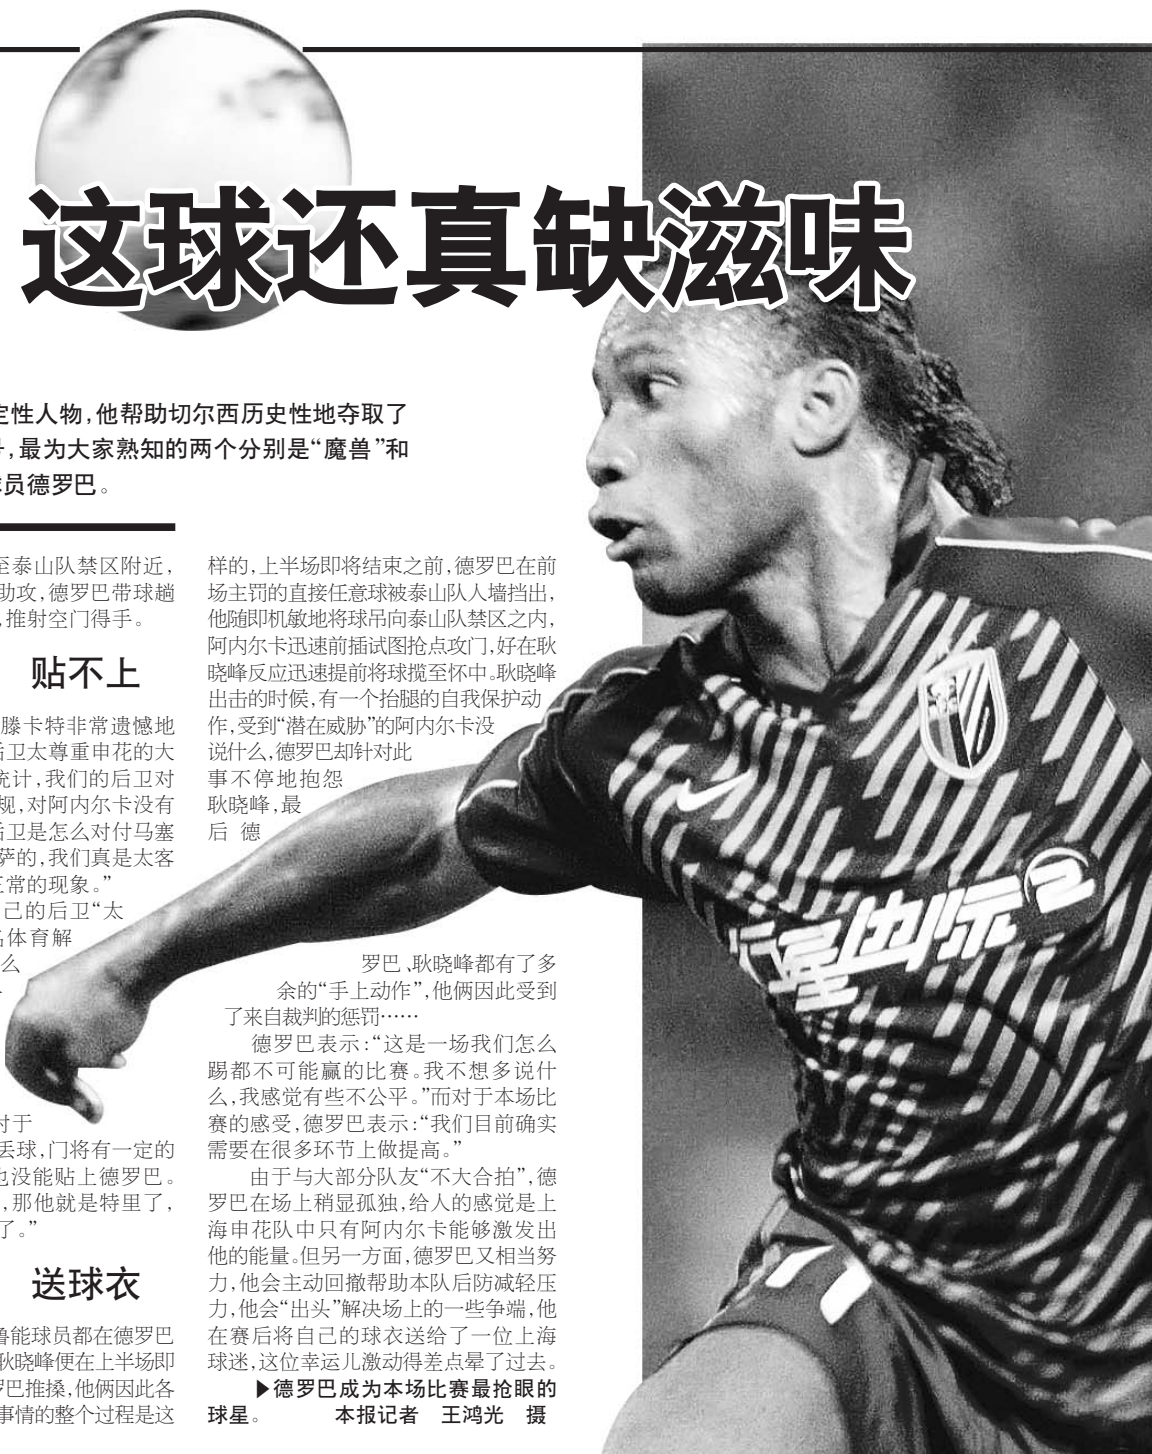 这球还真缺滋味
定性人物,他帮助切尔西历史性地夺取了
,最为大家熟知的两个分别是“魔兽”和
球员德罗巴。
至泰山队禁区附近,
助攻,德罗巴带球趟
,推射空门得手。
贴不上
滕卡特非常遗憾地
后卫太尊重申花的大
统计,我们的后卫对
规,对阿内尔卡没有
后卫是怎么对付马塞
萨的,我们真是太客
正常的现象。”
己的后卫“太
名体育解
么
对于
丢球,门将有一定的
也没能贴上德罗巴。
,那他就是特里了,
了。”
送球衣
鲁能球员都在德罗巴
耿晓峰便在上半场即
罗巴推搡,他俩因此各
事情的整个过程是这
样的,上半场即将结束之前,德罗巴在前
场主罚的直接任意球被泰山队人墙挡出,
他随即机敏地将球吊向泰山队禁区之内,
阿内尔卡迅速前插试图抢点攻门,好在耿
晓峰反应迅速提前将球揽至怀中。耿晓峰
出击的时候,有一个抬腿的自我保护动
作,受到“潜在威胁”的阿内尔卡没
说什么,德罗巴却针对此
事不停地抱怨
耿晓峰,最
后 德
罗巴、耿晓峰都有了多
余的“手上动作”,他俩因此受到
了来自裁判的惩罚……
德罗巴表示:“这是一场我们怎么
踢都不可能赢的比赛。我不想多说什
么,我感觉有些不公平。”而对于本场比
赛的感受,德罗巴表示:“我们目前确实
需要在很多环节上做提高。”
由于与大部分队友“不大合拍”,德
罗巴在场上稍显孤独,给人的感觉是上
海申花队中只有阿内尔卡能够激发出
他的能量。但另一方面,德罗巴又相当努
力,他会主动回撤帮助本队后防减轻压
力,他会“出头”解决场上的一些争端,他
在赛后将自己的球衣送给了一位上海
球迷,这位幸运儿激动得差点晕了过去。
▶德罗巴成为本场比赛最抢眼的
球星。 本报记者 王鸿光 摄